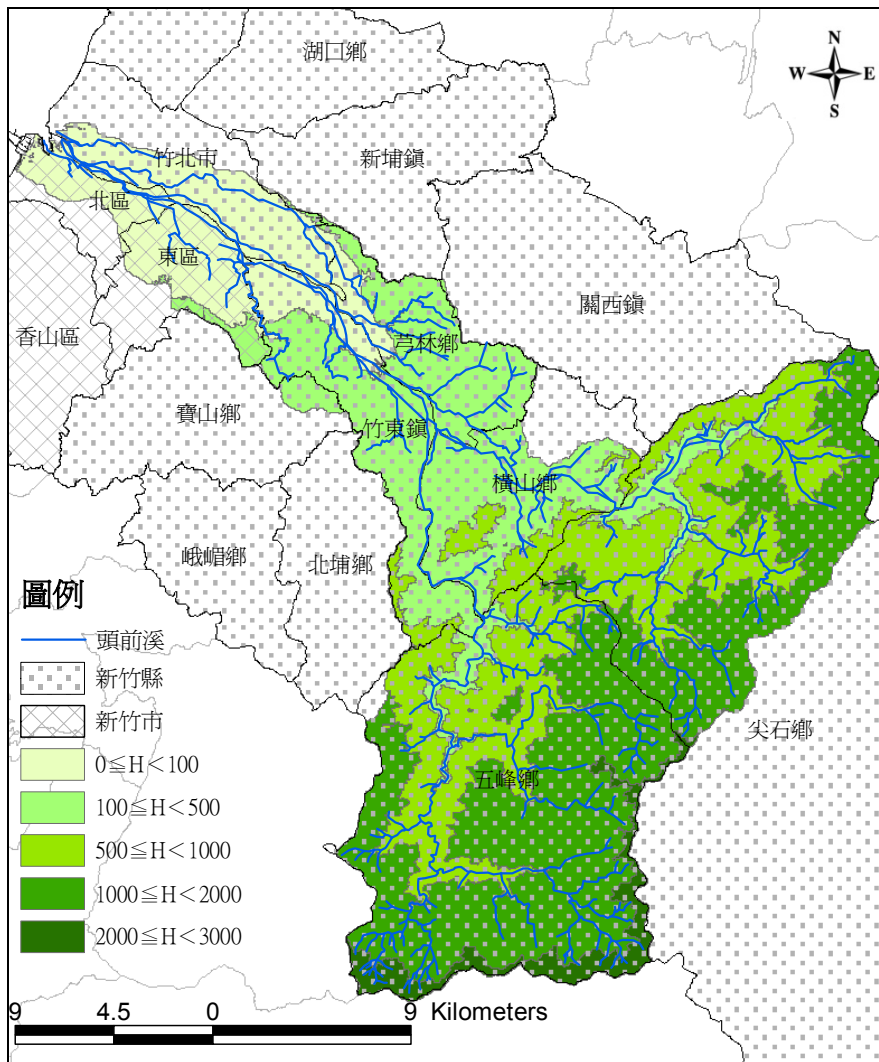 湖口鄉
N
W E
S
竹北市
新埔鎮
北區
東區
關西鎮
香山區
芎林鄉
寶山鄉
竹東鎮
橫山鄉
峨嵋鄉
北埔鄉
尖石鄉
五峰鄉
圖例
頭前溪
新竹縣
新竹市
0≦H<100
100≦H<500
500≦H<1000
1000≦H<2000
2000≦H<3000
9 4.5 0 9 Kilometers